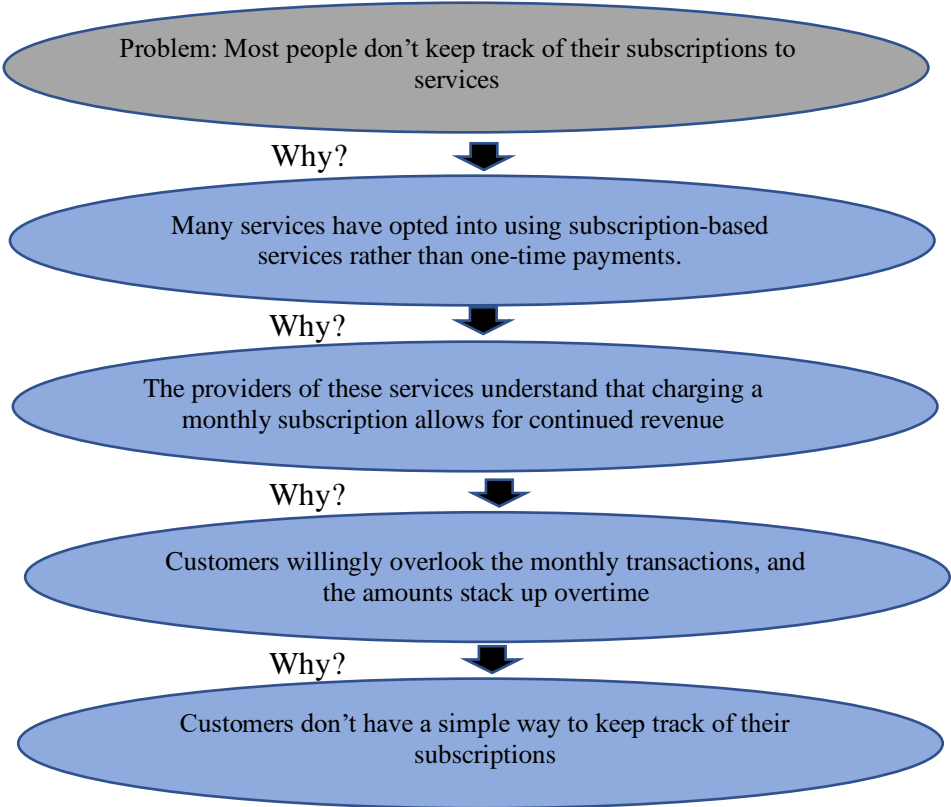 Problem: Most people don’t keep track of their subscriptions to
services
Why?
Many services have opted into using subscription-based
services rather than one-time payments.
Why?
The providers of these services understand that charging a
monthly subscription allows for continued revenue
Why?
Customers willingly overlook the monthly transactions, and
the amounts stack up overtime
Why?
Customers don’t have a simple way to keep track of their
subscriptions